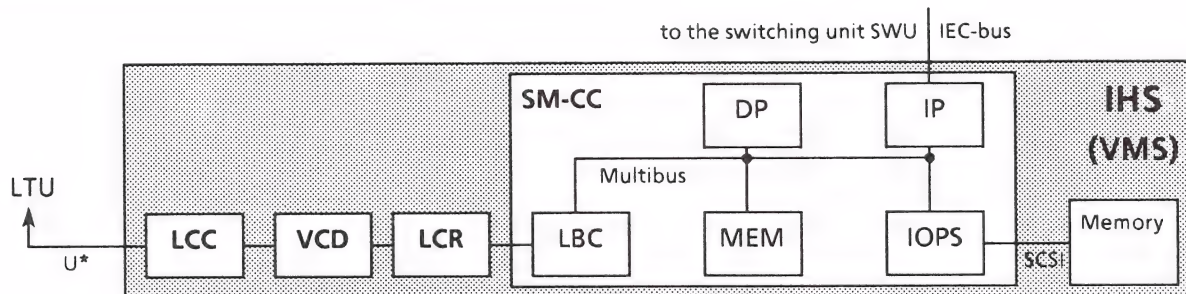 to the switching unit SWU IEC-bus
SM-CC
DP
IP
IHS
(VMS)
Multibus
LTU
U*
LCC
VCD
LCR
LBC
MEM
IOPS
SCSI
Memory